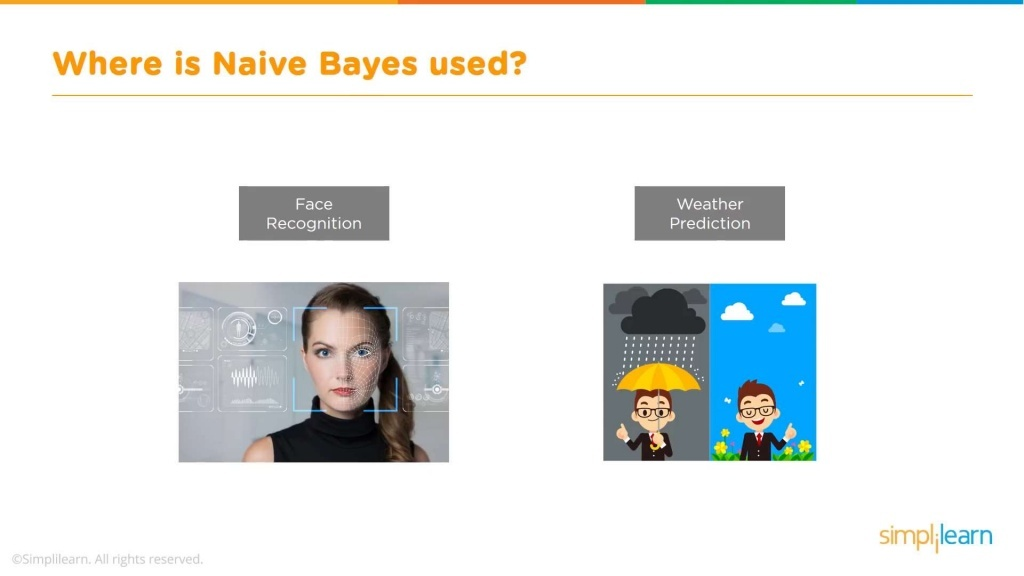 Where is Naive Bayes used?
Face
Recognition
Weather
Prediction
simplilearn
©Simplilearn. All rights reserved.